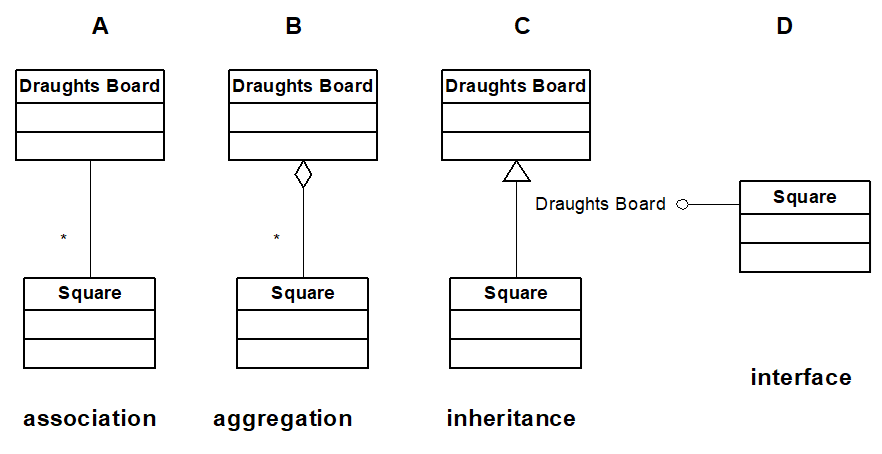 A B C D
Draughts Board Draughts Board Draughts Board
Draughts Board Square
* *
Square Square Square
interface
association aggregation inheritance